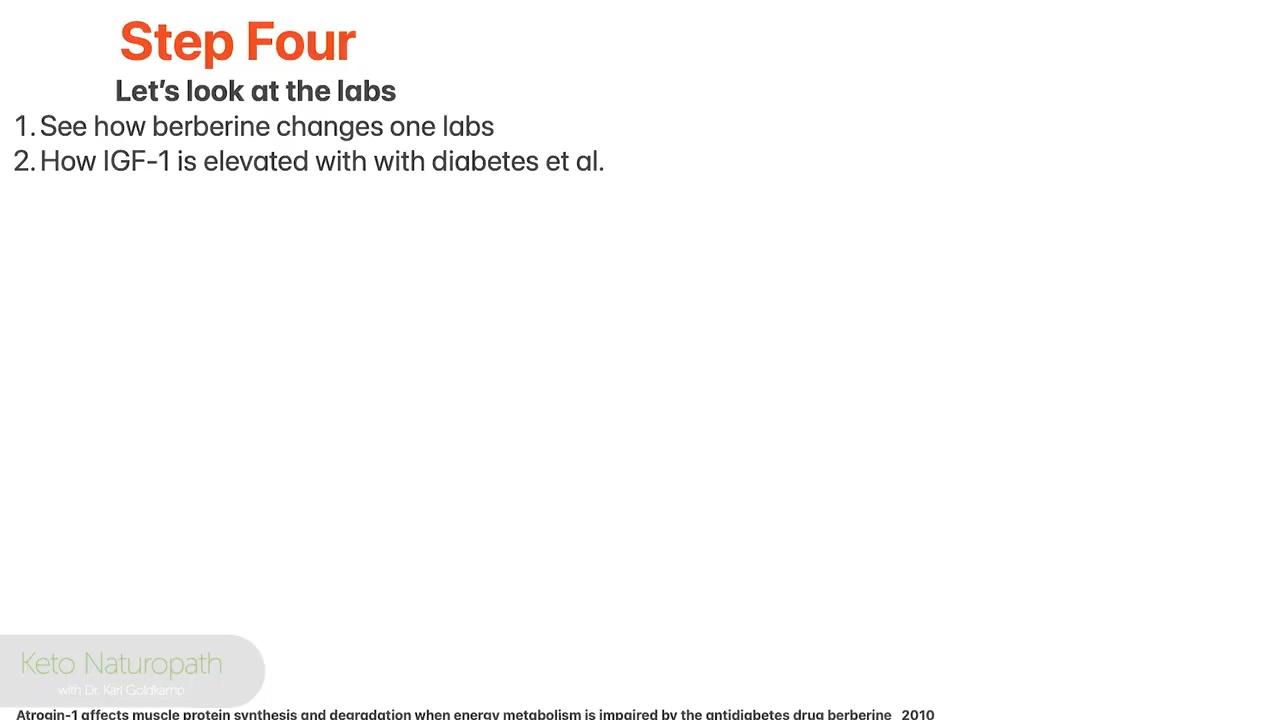 Step Four
Let's look at the labs
1. See how berberine changes one labs
2. How IGF-1 is elevated with with diabetes et al.
Keto Naturopath
with Dr. Karl Goldkamp
Atrogin-1 affects muscle protein synthesis and degradation when energy metabolism is impaired by the antidiabetes drug berberine 2010